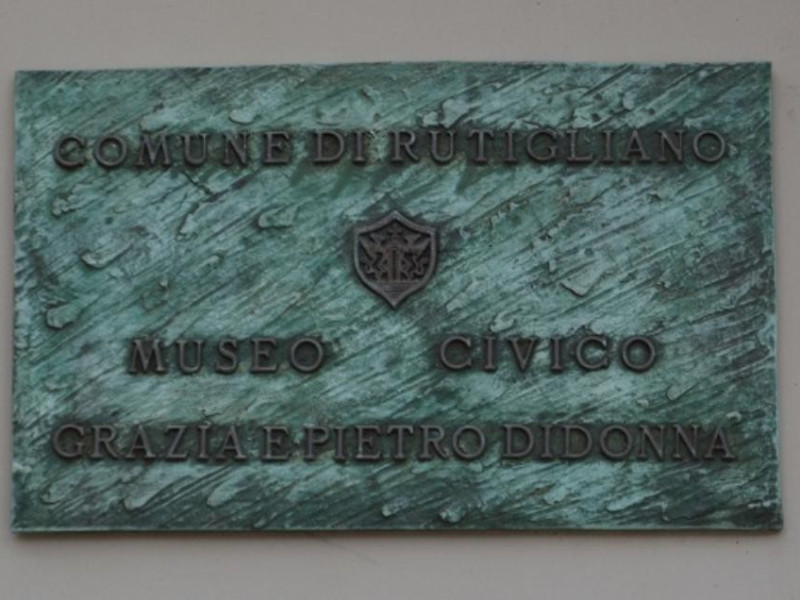 COMUNE DI RUTIGLIANO
MUSEO CIVICO
GRAZIA E PIETRO DIDONNA